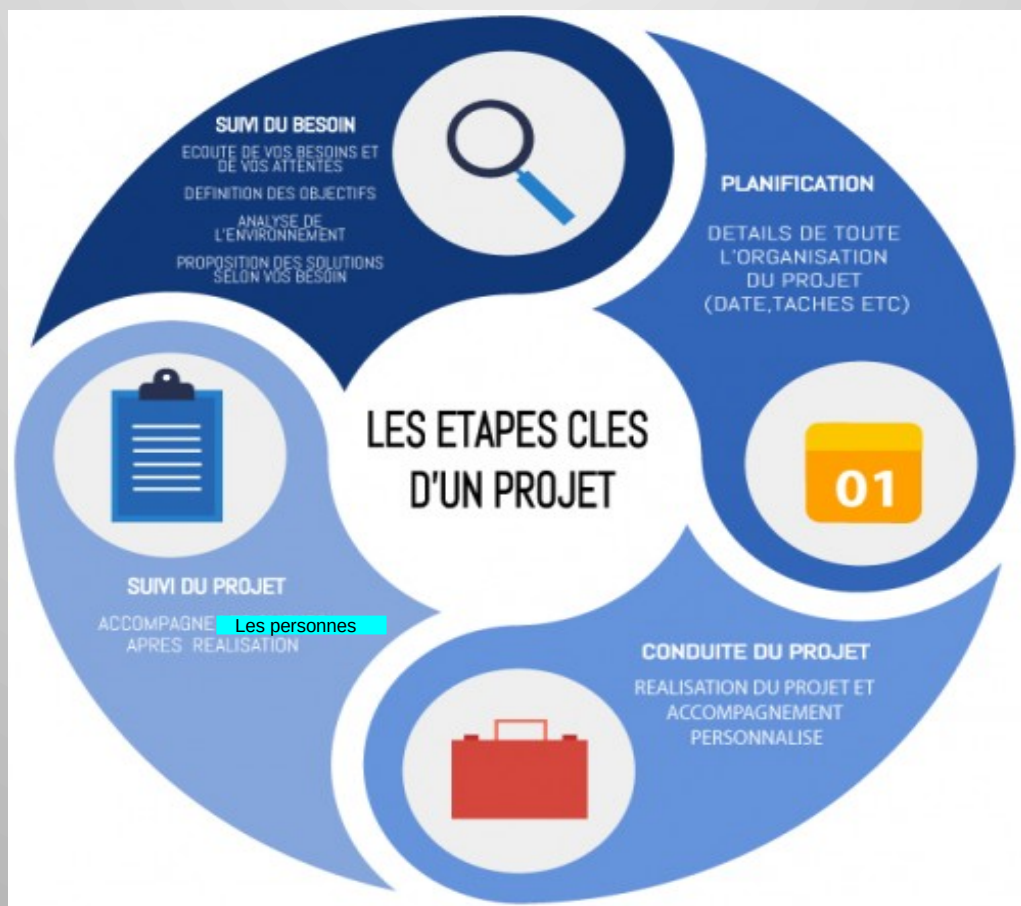 SUIVI DU BESOIN
ECOUTE DE VOS BESOINS ET
DE VOS ATTENTES
DEFINITION DES OBJECTIFS
ANALYSE DE
L'ENVIRONNEMENT
PROPOSITION DES SOLUTIONS
SELON VOS BESOIN
PLANIFICATION
DETAILS DE TOUTE
L'ORGANISATION
DU PROJET
(DATE,TACHES ETC)
01
LES ETAPES CLES
D'UN PROJET
CONDUITE DU PROJET
REALISATION DU PROJET ET
ACCOMPAGNEMENT
PERSONNALISE
SUIVI DU PROJET
ACCOMPAGNE Les personnes
APRES REALISATION